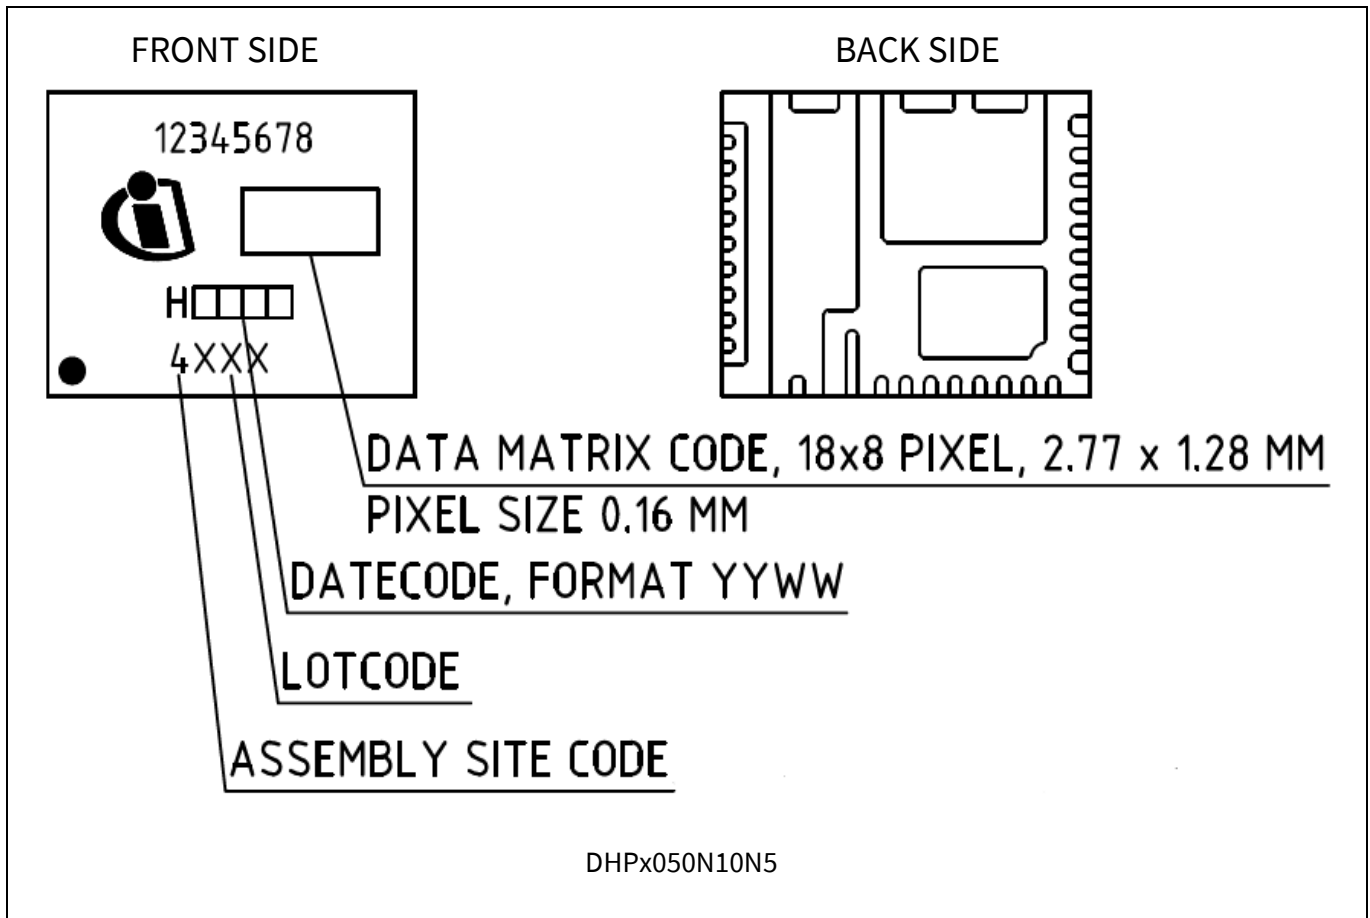 FRONT SIDE
BACK SIDE
12345678
H
4XXX
DATA MATRIX CODE, 18x8 PIXEL, 2.77 x 1.28 MM
PIXEL SIZE 0.16 MM
DATECODE, FORMAT YYWW
LOTCODE
ASSEMBLY SITE CODE
DHPx050N10N5